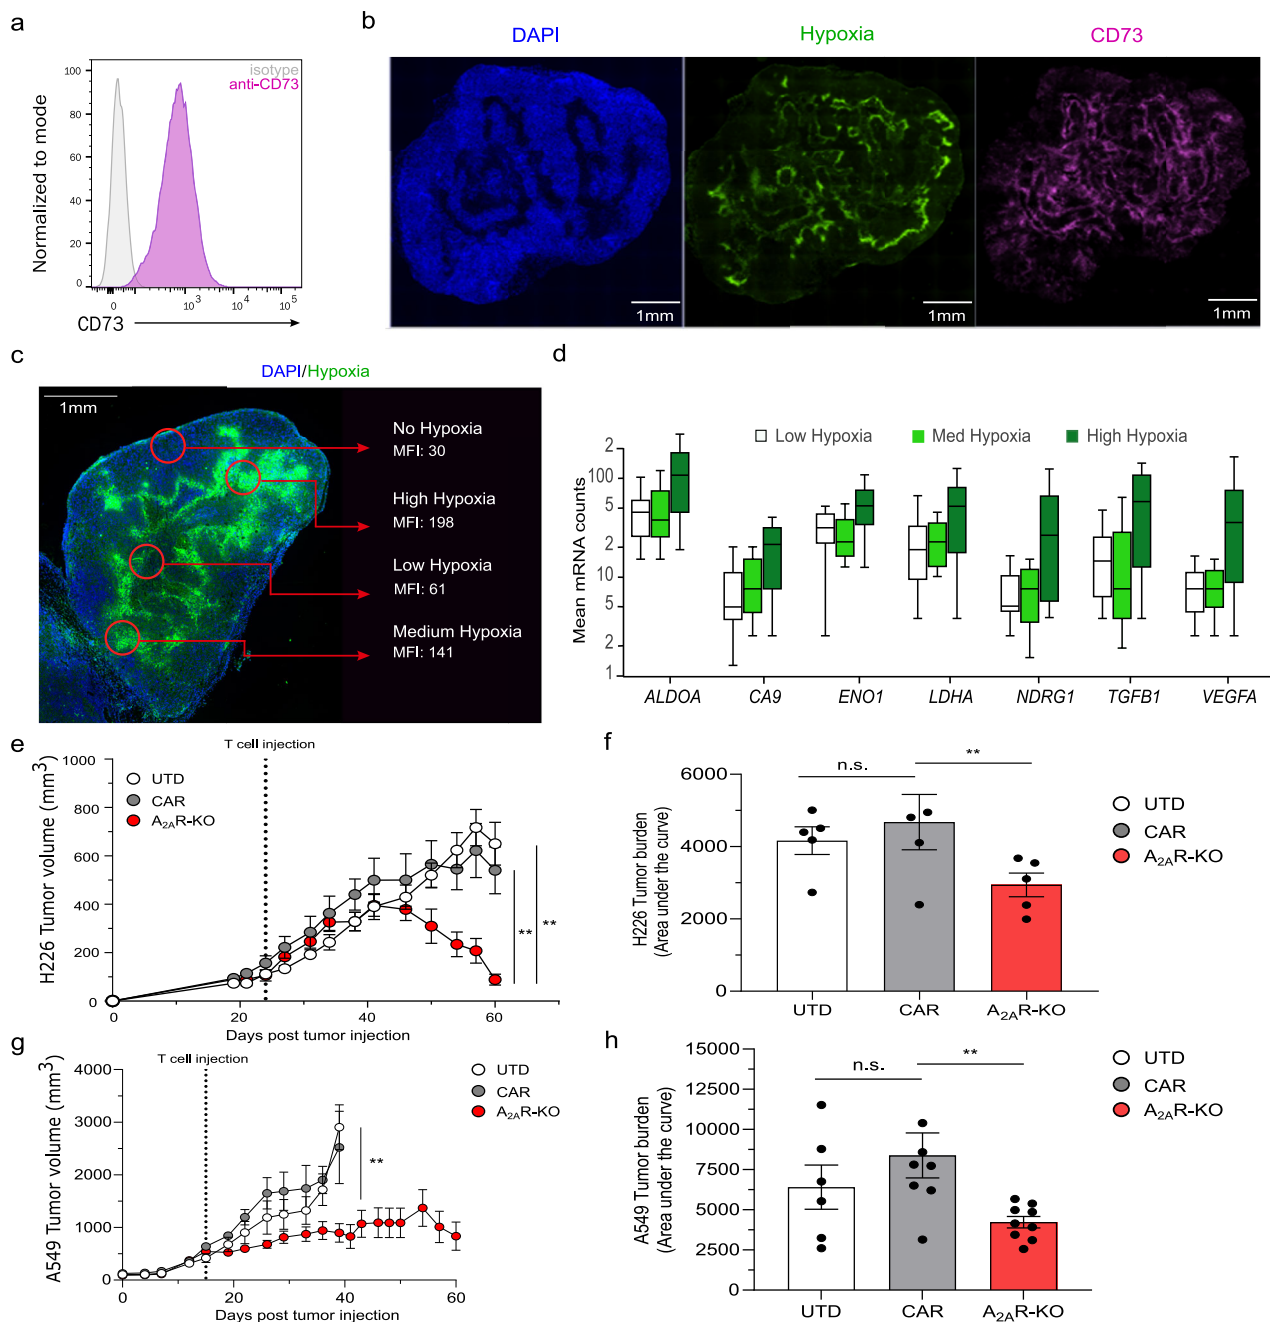 a
isotype
anti-CD73
Normalized to mode
100
80
60
40
20
0
0 10³ 10⁴ 10⁵
CD73
b
DAPI Hypoxia CD73
1mm 1mm 1mm
c
DAPI/Hypoxia
1mm
No Hypoxia
MFI: 30
High Hypoxia
MFI: 198
Low Hypoxia
MFI: 61
Medium Hypoxia
MFI: 141
d
Low Hypoxia Med Hypoxia High Hypoxia
Mean mRNA counts
2
100
5
2
10
5
2
1
ALDOA CA9 ENO1 LDHA NDRG1 TGFB1 VEGFA
e
T cell injection
H226 Tumor volume (mm³)
1000
800
600
400
200
0
UTD
CAR
A₂ₐR-KO
** **
0 20 40 60
Days post tumor injection
f
H226 Tumor burden
(Area under the curve)
6000
4000
2000
0
n.s. **
UTD CAR A₂ₐR-KO
UTD
CAR
A₂ₐR-KO
g
T cell injection
A549 Tumor volume (mm³)
4000
3000
2000
1000
0
UTD
CAR
A₂ₐR-KO
**
0 20 40 60
Days post tumor injection
h
A549 Tumor burden
(Area under the curve)
15000
12500
10000
7500
5000
2500
0
n.s. **
UTD CAR A₂ₐR-KO
UTD
CAR
A₂ₐR-KO